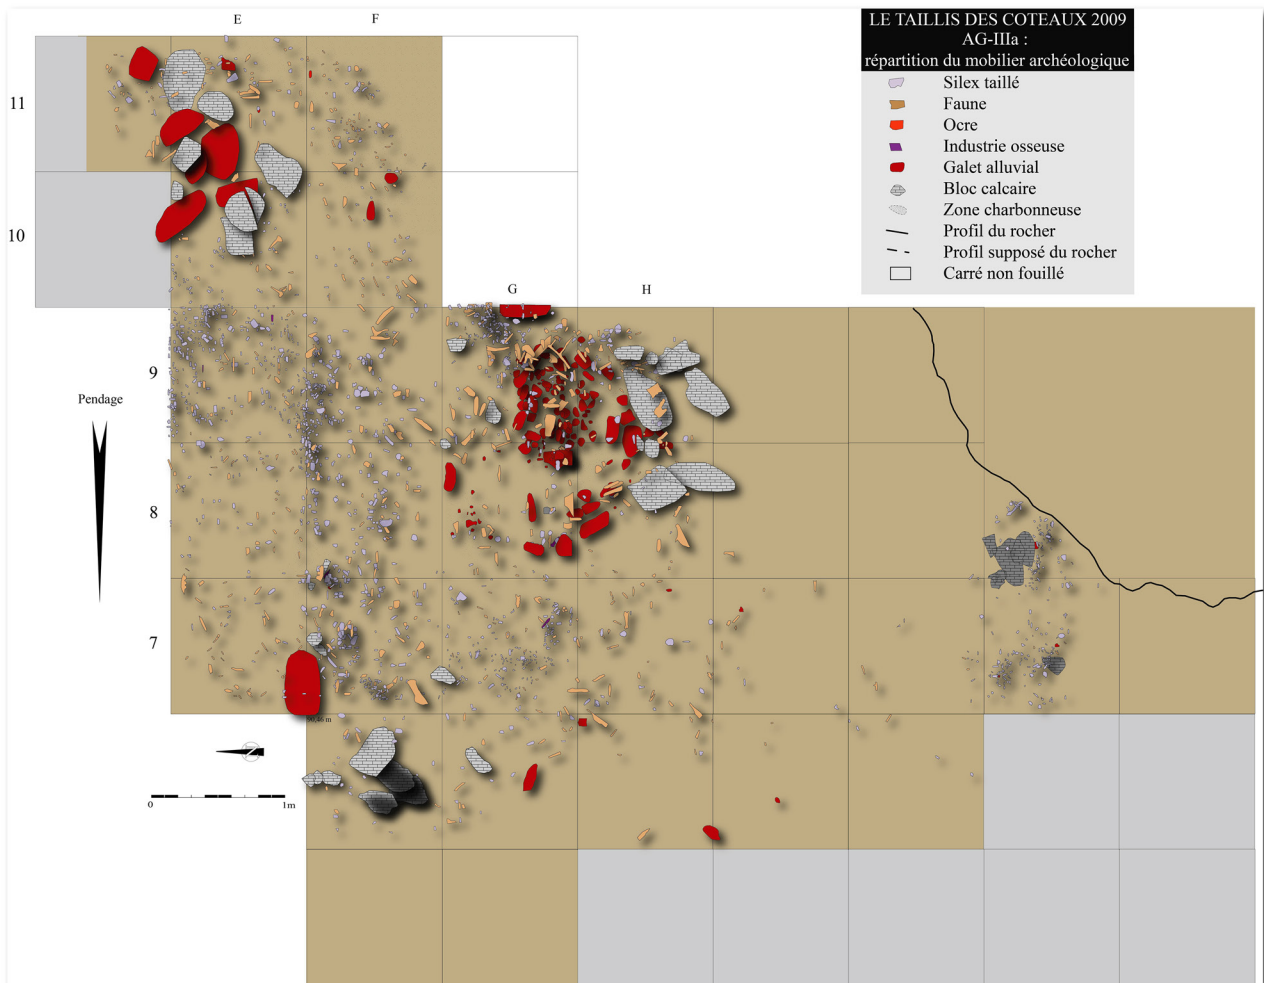 E F
LE TAILLIS DES COTEAUX 2009
AG-IIIa :
répartition du mobilier archéologique
Silex taillé
Faune
Ocre
Industrie osseuse
Galet alluvial
Bloc calcaire
Zone charbonneuse
Profil du rocher
Profil supposé du rocher
Carré non fouillé
11
10
G H
9
Pendage
8
7
N
0 1m